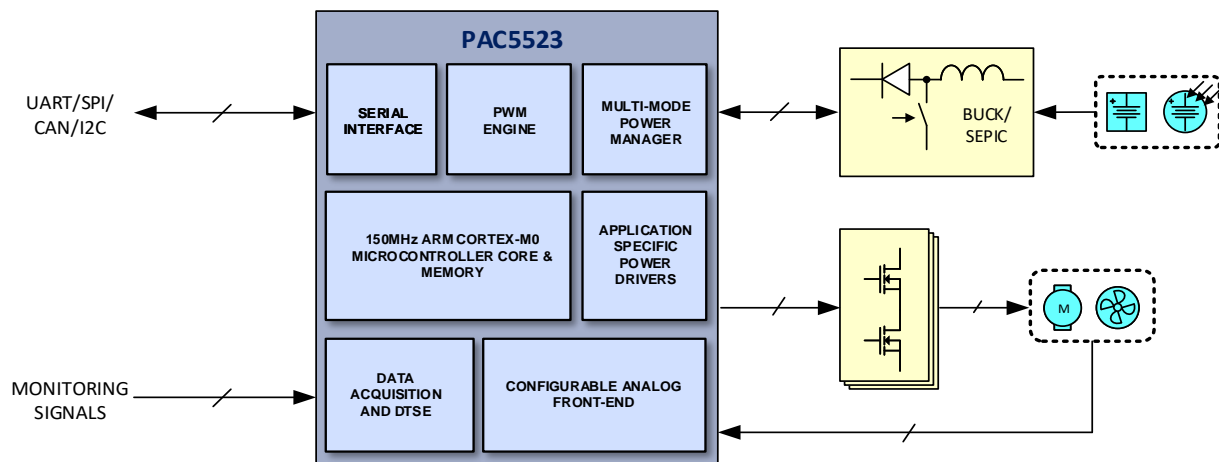 PAC5523
UART/SPI/
CAN/I2C
SERIAL
INTERFACE
PWM
ENGINE
MULTI-MODE
POWER
MANAGER
BUCK/
SEPIC
+
+
150MHz ARM CORTEX-M0
MICROCONTROLLER CORE &
MEMORY
APPLICATION
SPECIFIC
POWER
DRIVERS
M
MONITORING
SIGNALS
DATA
ACQUISITION
AND DTSE
CONFIGURABLE ANALOG
FRONT-END